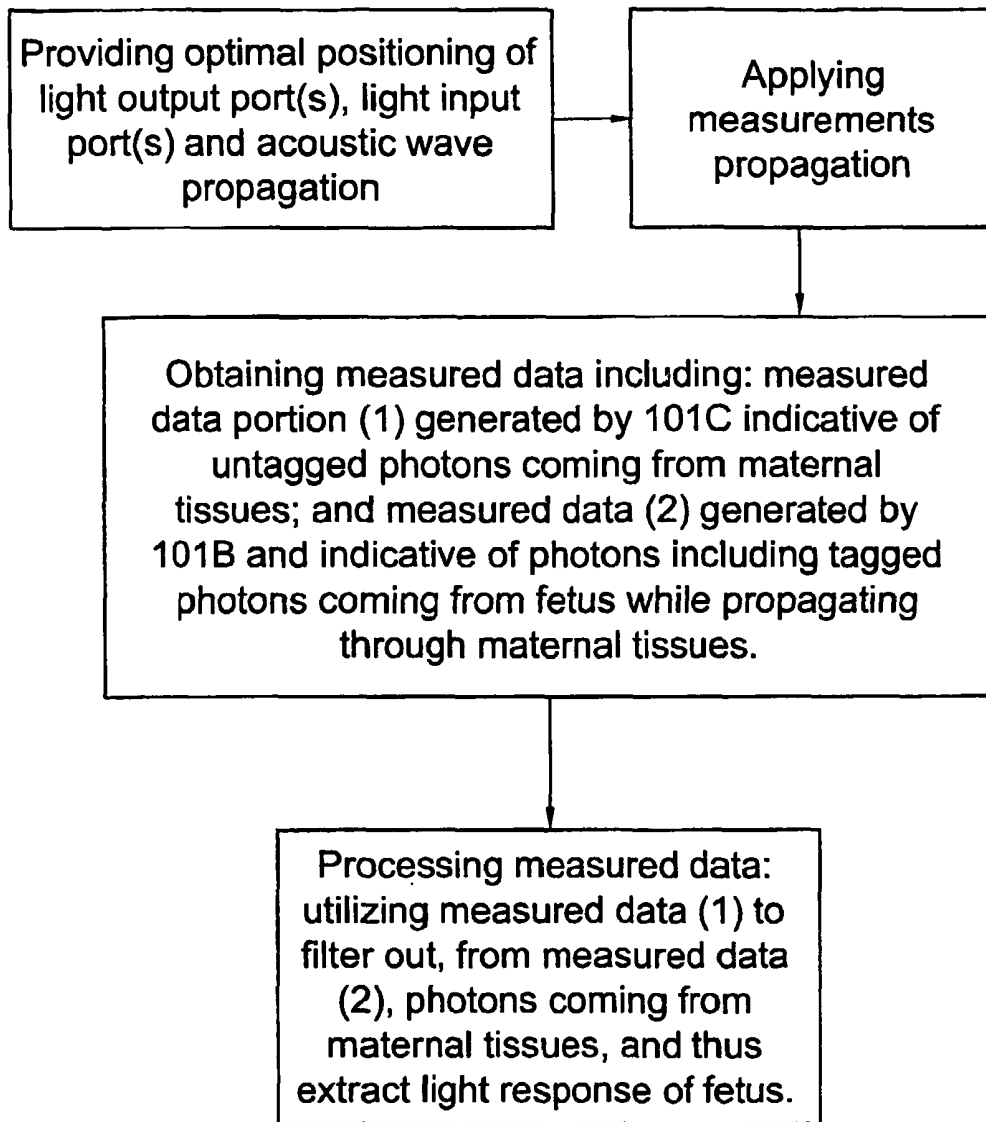 Providing optimal positioning of
light output port(s), light input
port(s) and acoustic wave
propagation
Applying
measurements
propagation
Obtaining measured data including: measured
data portion (1) generated by 101C indicative of
untagged photons coming from maternal
tissues; and measured data (2) generated by
101B and indicative of photons including tagged
photons coming from fetus while propagating
through maternal tissues.
Processing measured data:
utilizing measured data (1) to
filter out, from measured data
(2), photons coming from
maternal tissues, and thus
extract light response of fetus.